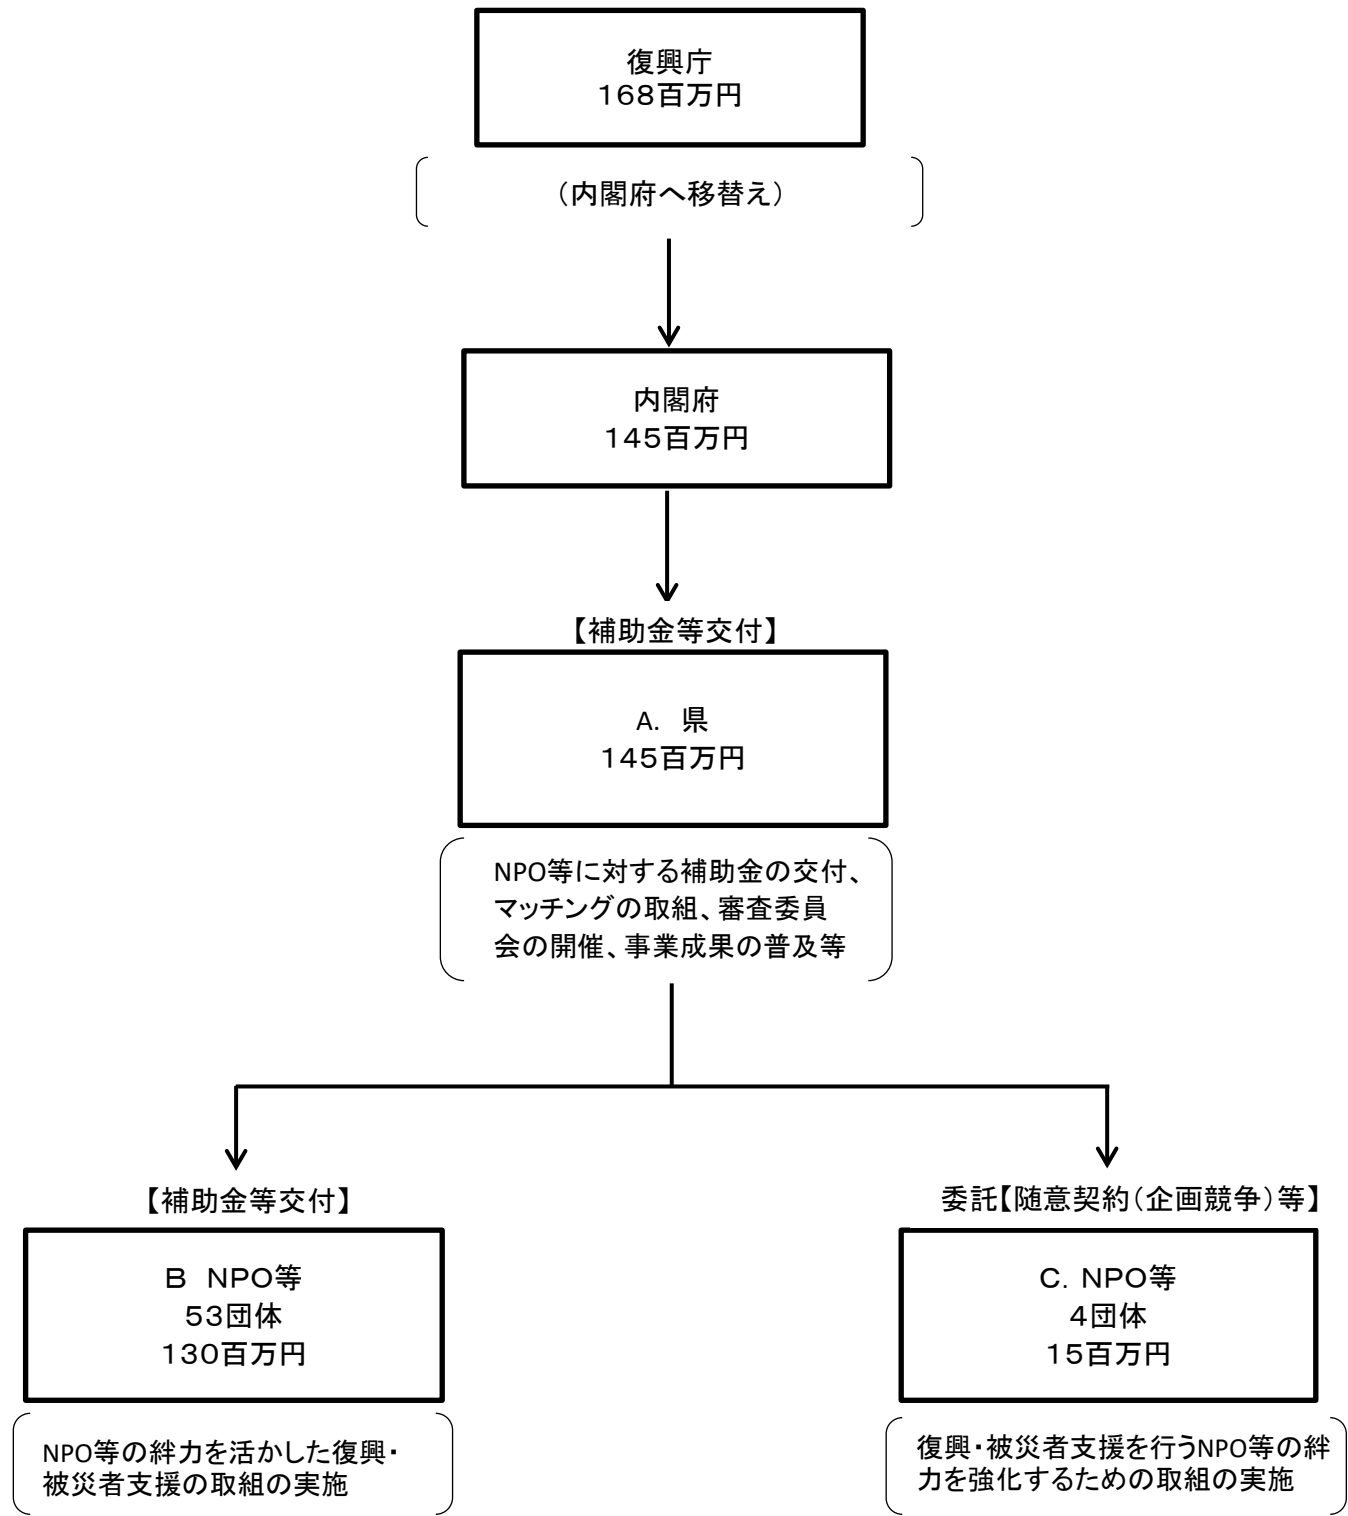 復興庁
168百万円
（内閣府へ移替え）
内閣府
145百万円
【補助金等交付】
A.　県
145百万円
NPO等に対する補助金の交付、
マッチングの取組、審査委員
会の開催、事業成果の普及等
【補助金等交付】
B　NPO等
53団体
130百万円
NPO等の絆力を活かした復興・
被災者支援の取組の実施
委託【随意契約（企画競争）等】
C．NPO等
4団体
15百万円
復興・被災者支援を行うNPO等の絆
力を強化するための取組の実施